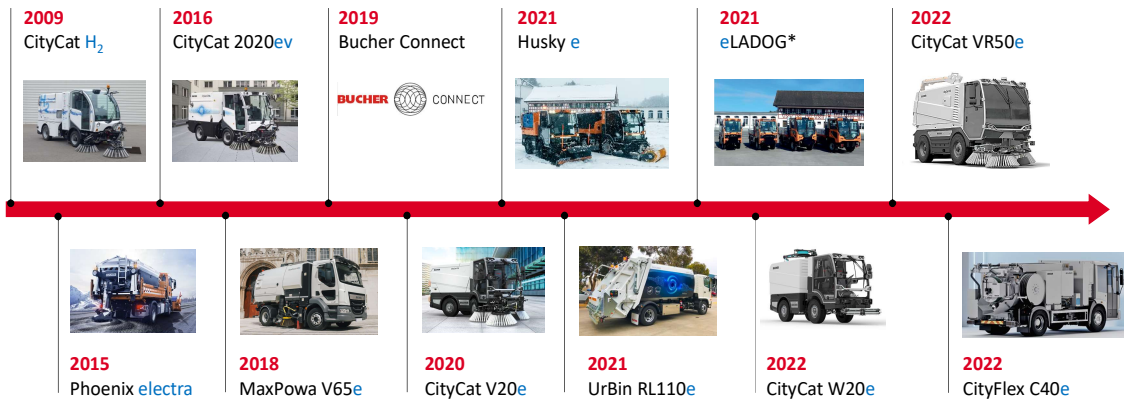 2009
CityCat H₂
2016
CityCat 2020ev
2019
Bucher Connect
BUCHER CONNECT
2021
Husky e
2021
eLADOG*
2022
CityCat VR50e
2015
Phoenix electra
2018
MaxPowa V65e
2020
CityCat V20e
2021
UrBin RL110e
2022
CityCat W20e
2022
CityFlex C40e